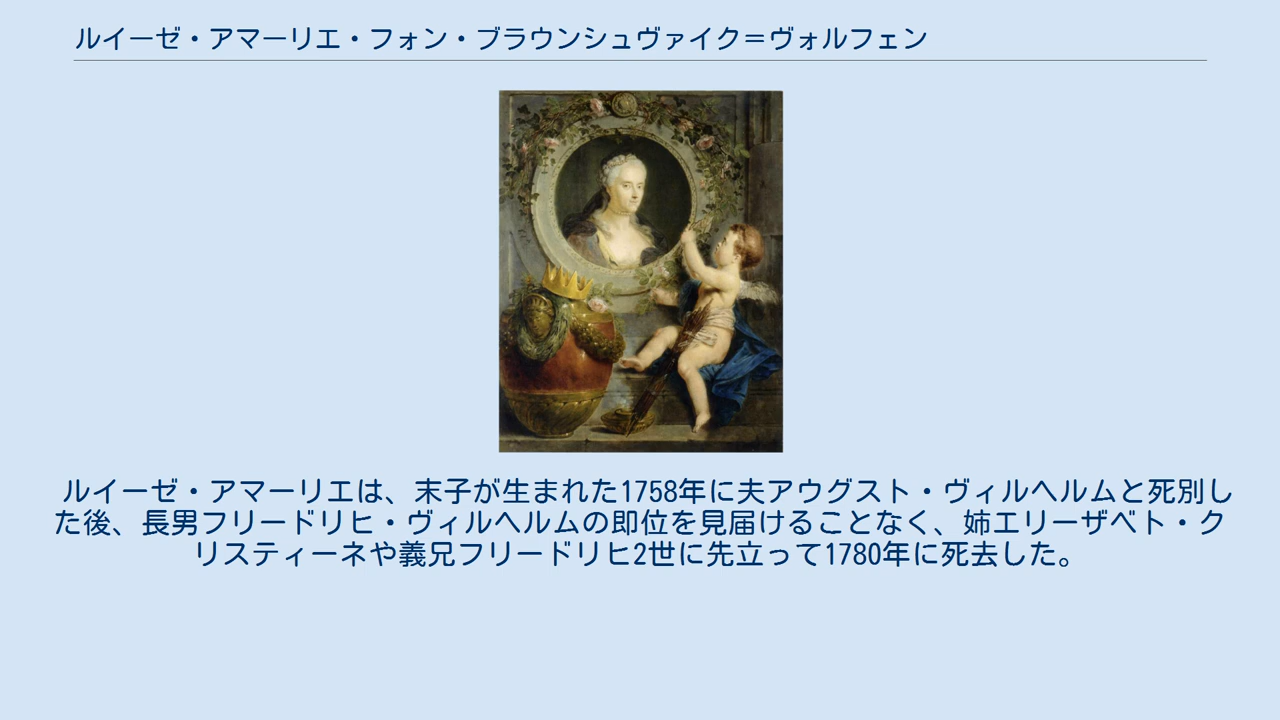 ルイーゼ・アマーリエ・フォン・ブラウンシュヴァイク＝ヴォルフェン
ルイーゼ・アマーリエは、末子が生まれた1758年に夫アウグスト・ヴィルヘルムと死別し
た後、長男フリードリヒ・ヴィルヘルムの即位を見届けることなく、姉エリーザベト・ク
リスティーネや義兄フリードリヒ2世に先立って1780年に死去した。